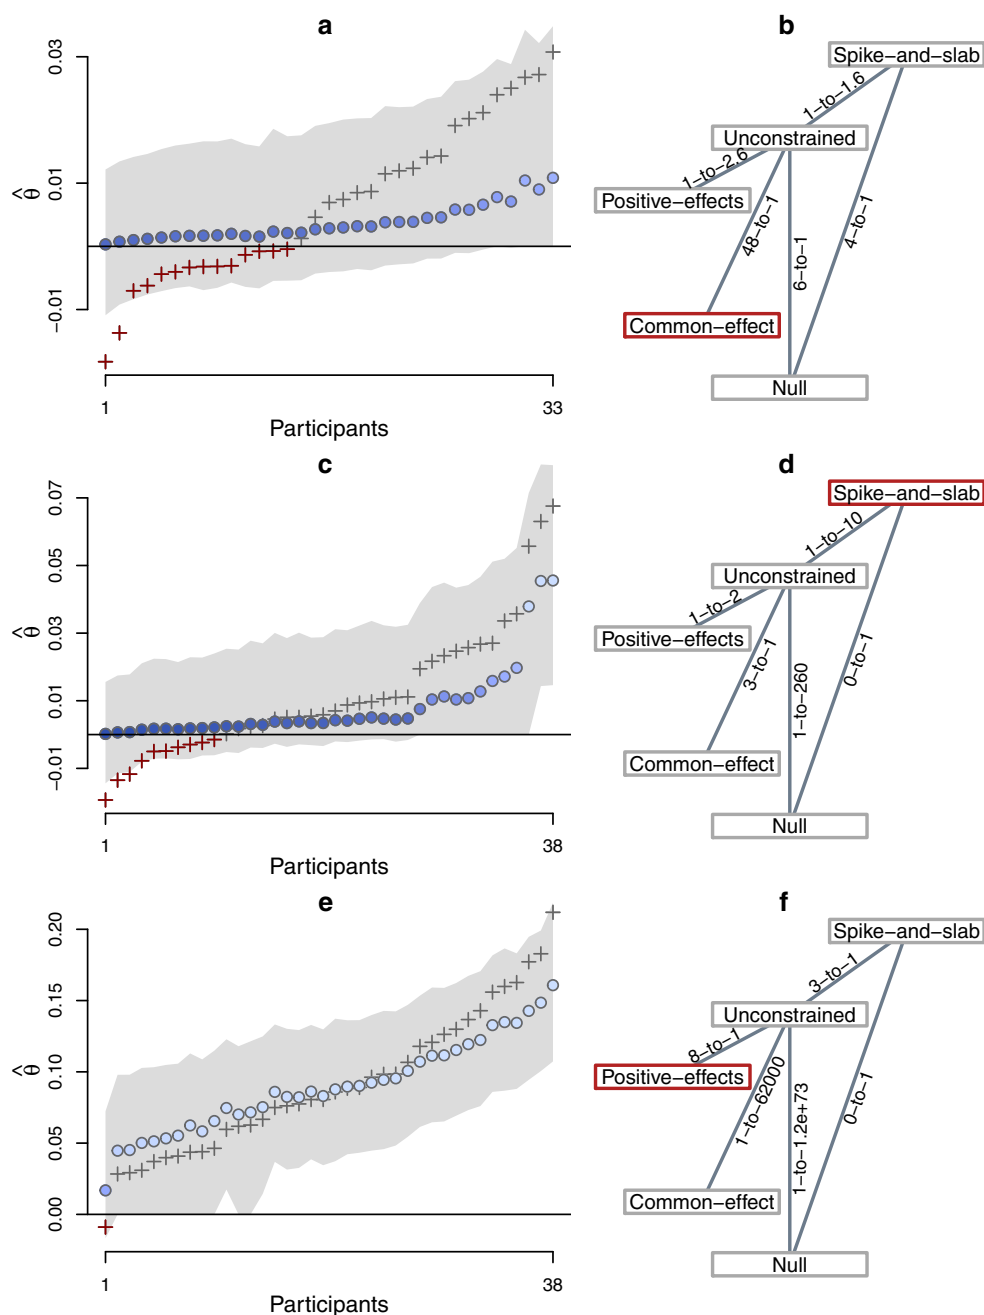 a
0.03
0.01
−0.01
θ̂
1
33
Participants
b
Spike−and−slab
1−to−1.6
Unconstrained
1−to−2.6
Positive−effects
48−to−1
6−to−1
4−to−1
Common−effect
Null
c
0.07
0.05
0.03
0.01
−0.01
θ̂
1
38
Participants
d
Spike−and−slab
1−to−10
Unconstrained
1−to−2
Positive−effects
3−to−1
1−to−260
0−to−1
Common−effect
Null
e
0.20
0.15
0.10
0.05
0.00
θ̂
1
38
Participants
f
Spike−and−slab
3−to−1
Unconstrained
8−to−1
Positive−effects
1−to−62000
1−to−1.2e+73
0−to−1
Common−effect
Null